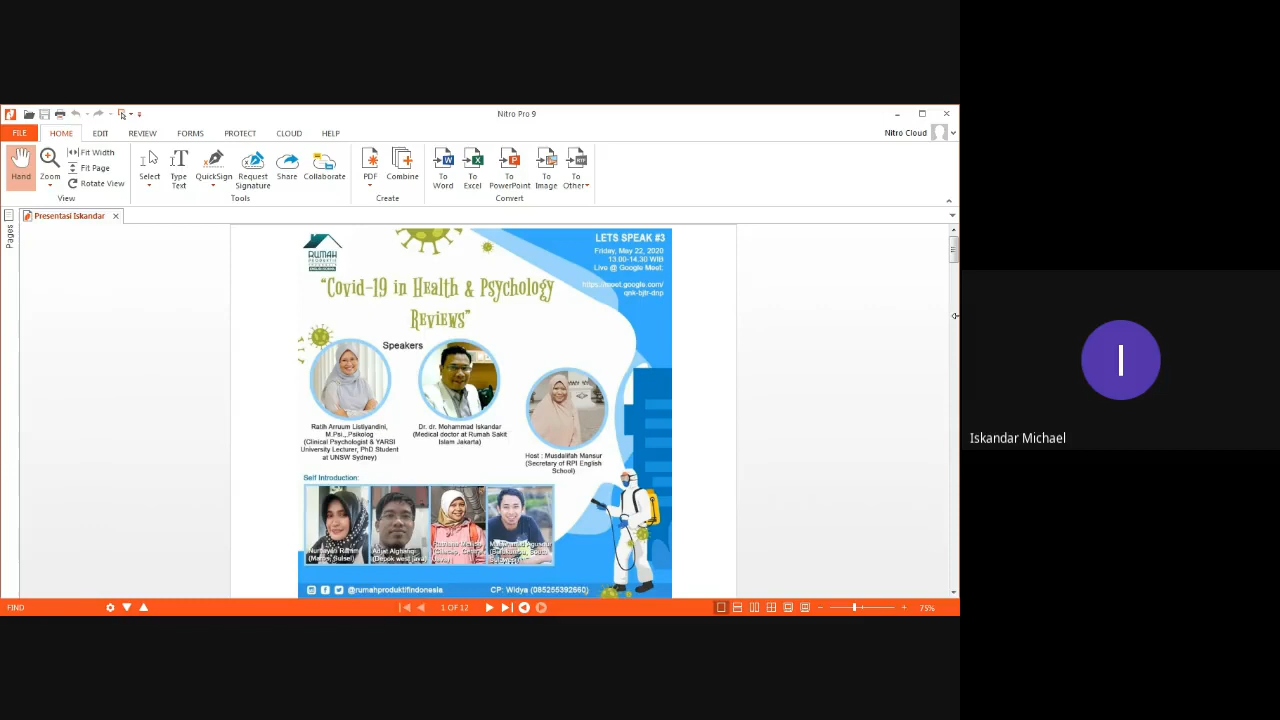 Nitro Pro 9
FILE HOME EDIT REVIEW FORMS PROTECT CLOUD HELP
Nitro Cloud
Hand
Zoom
Fit Width
Fit Page
Rotate View
View
Select
Type Text
QuickSign
Request Signature
Share
Collaborate
Tools
PDF
Combine
Create
To Word
To Excel
To PowerPoint
To Image
To Other
Convert
Presentasi Iskandar
Pages
RUMAH
LETS SPEAK #3
Friday, May 22, 2020
13.00-14.30 WIB
Live @ Google Meet.
https://meet.google.com/
"Covid-19 in Health & Psychology
Reviews"
Speakers
Ratih Arruum Listiyandini,
M.Psi., Psikolog
(Clinical Psychologist & YARSI
University Lecturer, PhD Student
at UNSW Sydney)
Dr. dr. Mohammad Iskandar
(Medical doctor at Rumah Sakit
Islam Jakarta)
Host : Musdalifah Mansur
(Secretary of RPI English
School)
Self Introduction:
@rumahproduktifindonesia
CP: Widya (085255392660)
FIND
1 OF 12
75%
I
Iskandar Michael